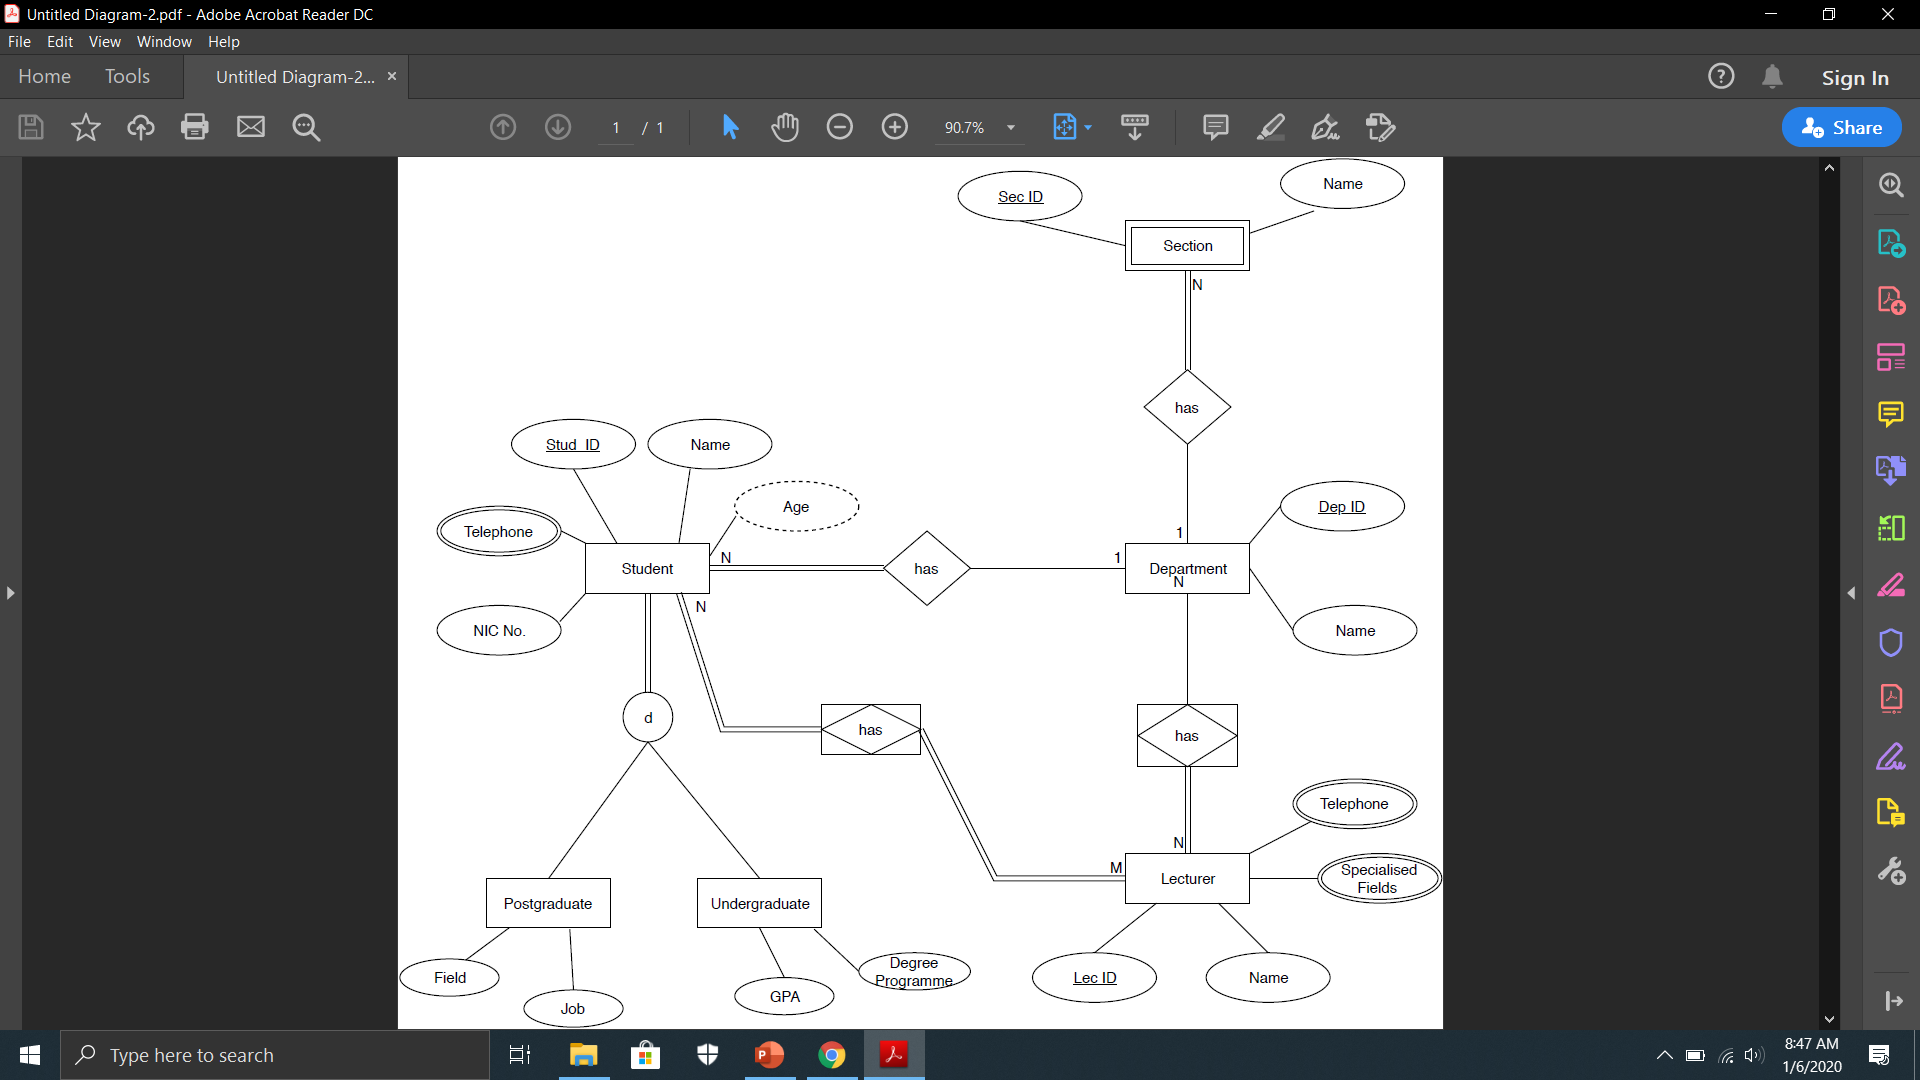 Untitled Diagram-2.pdf - Adobe Acrobat Reader DC
File Edit View Window Help
Home Tools Untitled Diagram-2... × Sign In
1 / 1 90.7% Share
Name
Sec ID
Section
N
has
Stud_ID Name
Age
Dep ID
Telephone
1
N 1
Student has Department
N
N
NIC No. Name
d
has has
Telephone
N
M Specialised
Fields
Lecturer
Postgraduate Undergraduate
Degree
Programme
Field Lec ID Name
GPA
Job
Type here to search
8:47 AM
1/6/2020